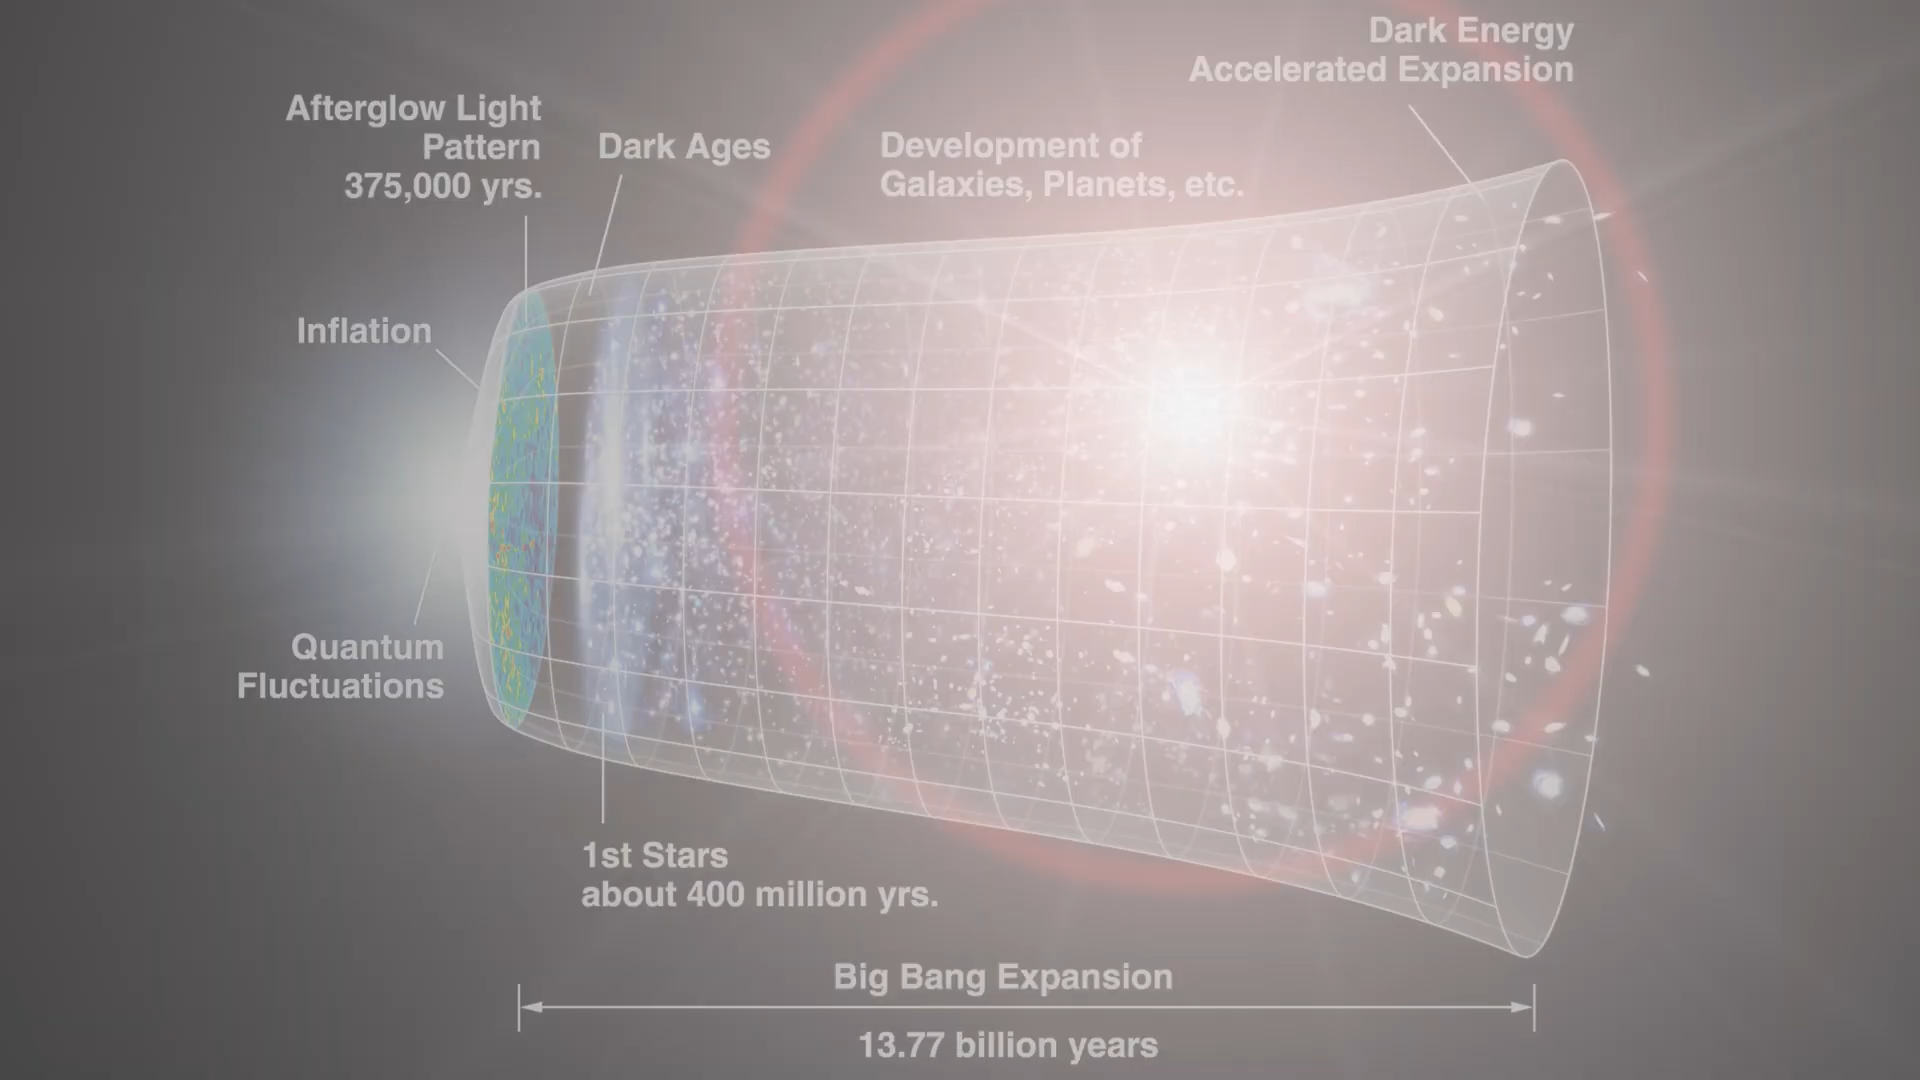 Dark Energy
Accelerated Expansion
Afterglow Light
Pattern
375,000 yrs.
Dark Ages
Development of
Galaxies, Planets, etc.
Inflation
Quantum
Fluctuations
1st Stars
about 400 million yrs.
Big Bang Expansion
13.77 billion years